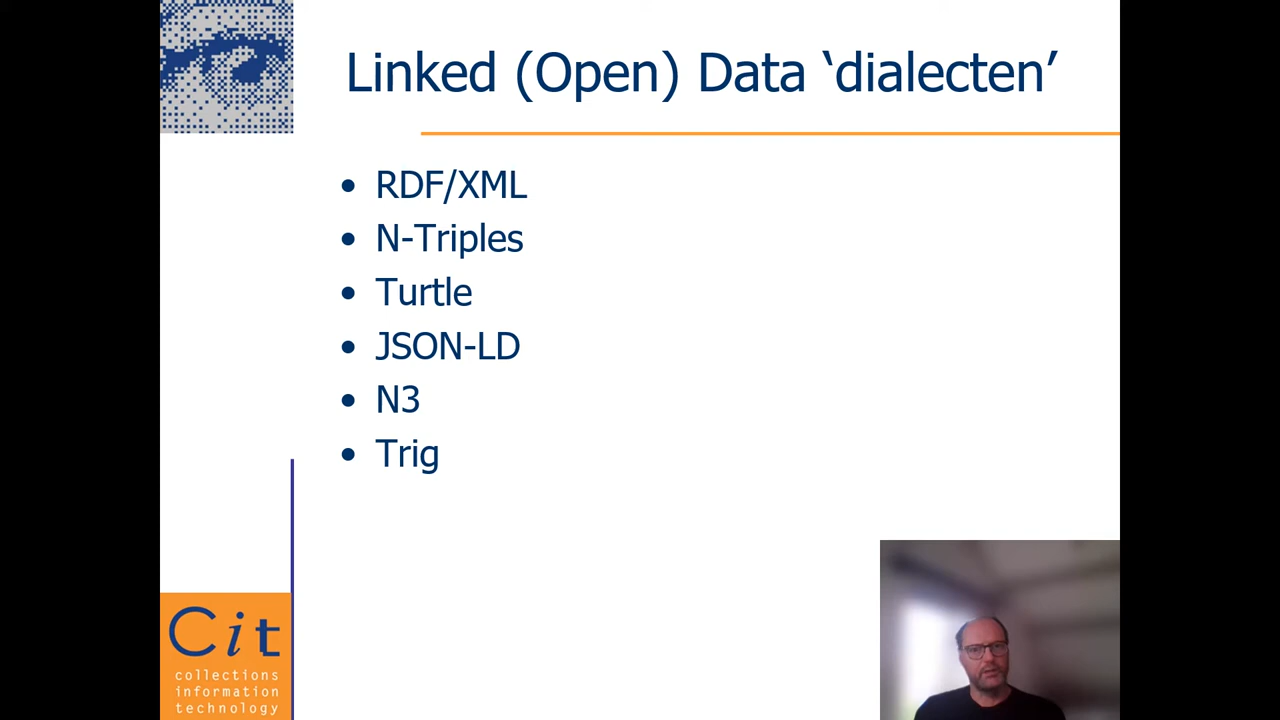 Linked (Open) Data ‘dialecten’
• RDF/XML
• N-Triples
• Turtle
• JSON-LD
• N3
• Trig
Cit
collections
information
technology